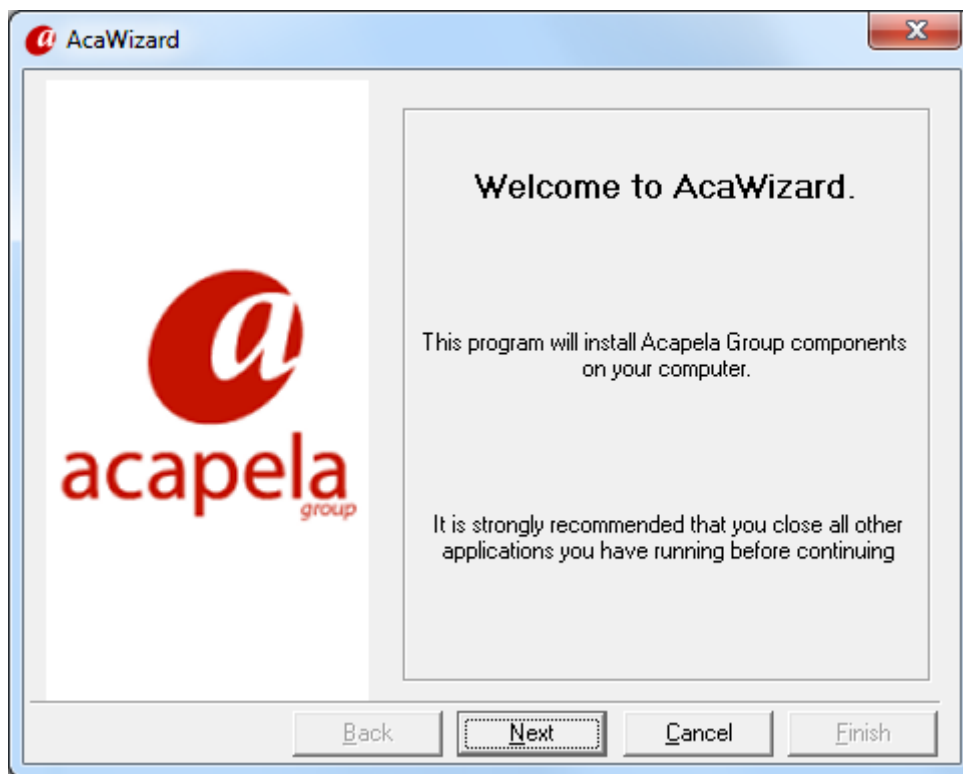 AcaWizard
Welcome to AcaWizard.
This program will install Acapela Group components
on your computer.
It is strongly recommended that you close all other
applications you have running before continuing
a
acapela
group
Back
Next
Cancel
Finish